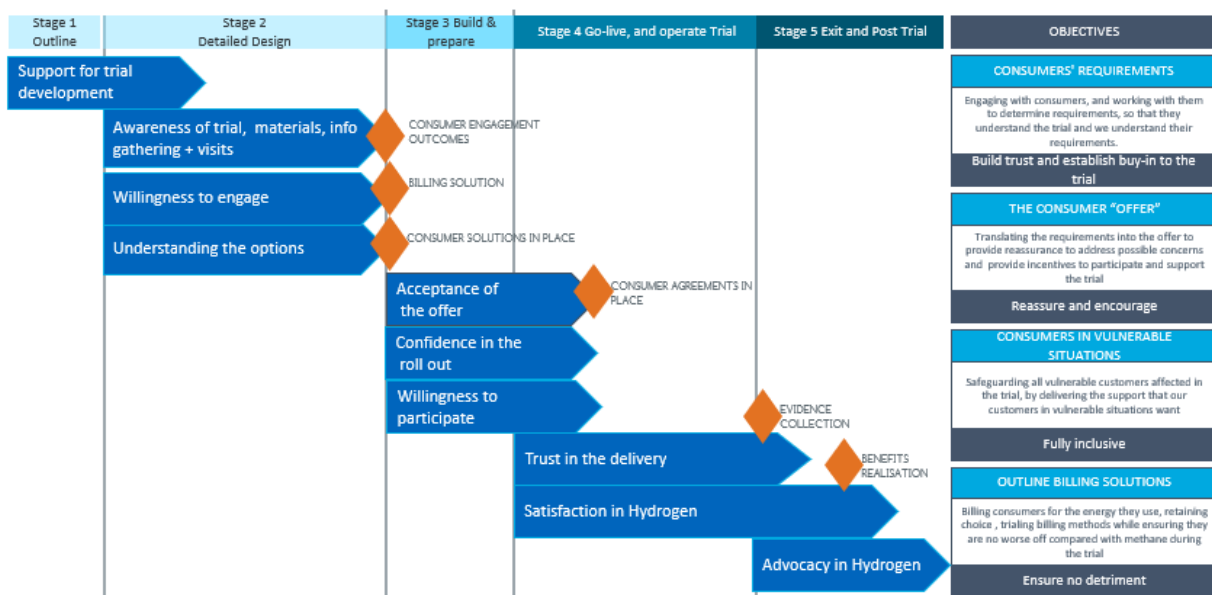 Stage 1
Outline
Stage 2
Detailed Design
Stage 3 Build &
prepare
Stage 4 Go-live, and operate Trial
Stage 5 Exit and Post Trial
OBJECTIVES
Support for trial
development
Awareness of trial,  materials, info
gathering + visits
CONSUMER ENGAGEMENT
OUTCOMES
Willingness to engage
BILLING SOLUTION
Understanding the options
CONSUMER SOLUTIONS IN PLACE
Acceptance of
the offer
CONSUMER AGREEMENTS IN
PLACE
Confidence in the
roll out
Willingness to
participate
EVIDENCE
COLLECTION
Trust in the delivery
BENEFITS
REALISATION
Satisfaction in Hydrogen
Advocacy in Hydrogen
CONSUMERS' REQUIREMENTS
Engaging with consumers, and working with them
to determine requirements, so that they
understand the trial and we understand their
requirements.
Build trust and establish buy-in to the
trial
THE CONSUMER “OFFER”
Translating the requirements into the offer to
provide reassurance to address possible concerns
and  provide incentives to participate and support
the trial
Reassure and encourage
CONSUMERS IN VULNERABLE
SITUATIONS
Safeguarding all vulnerable customers affected in
the trial, by delivering the support that our
customers in vulnerable situations want
Fully inclusive
OUTLINE BILLING SOLUTIONS
Billing consumers for the energy they use, retaining
choice , trialing billing methods while ensuring they
are no worse off compared with methane during
the trial
Ensure no detriment